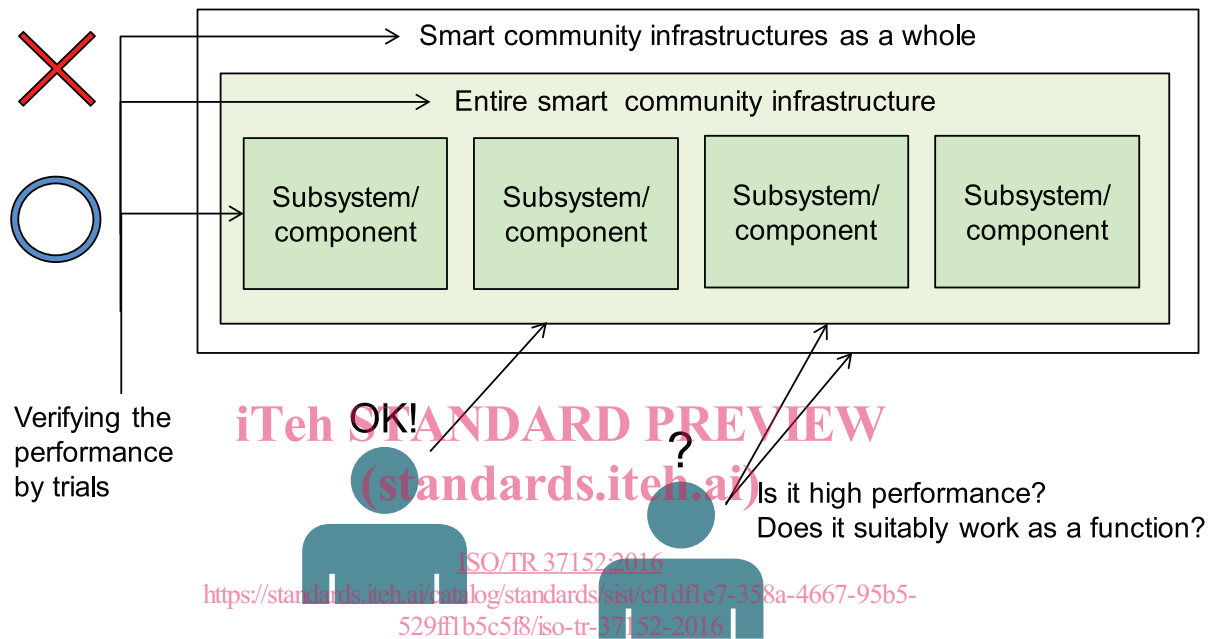 Smart community infrastructures as a whole
Entire smart community infrastructure
Subsystem/
component
Subsystem/
component
Subsystem/
component
Subsystem/
component
Verifying the
performance
by trials
OK!
?
Is it high performance?
Does it suitably work as a function?
iTeh STANDARD PREVIEW
(standards.iteh.ai)
ISO/TR 37152:2016
https://standards.iteh.ai/catalog/standards/sist/cf1df1e7-358a-4667-95b5-
529ff1b5c5f8/iso-tr-37152-2016